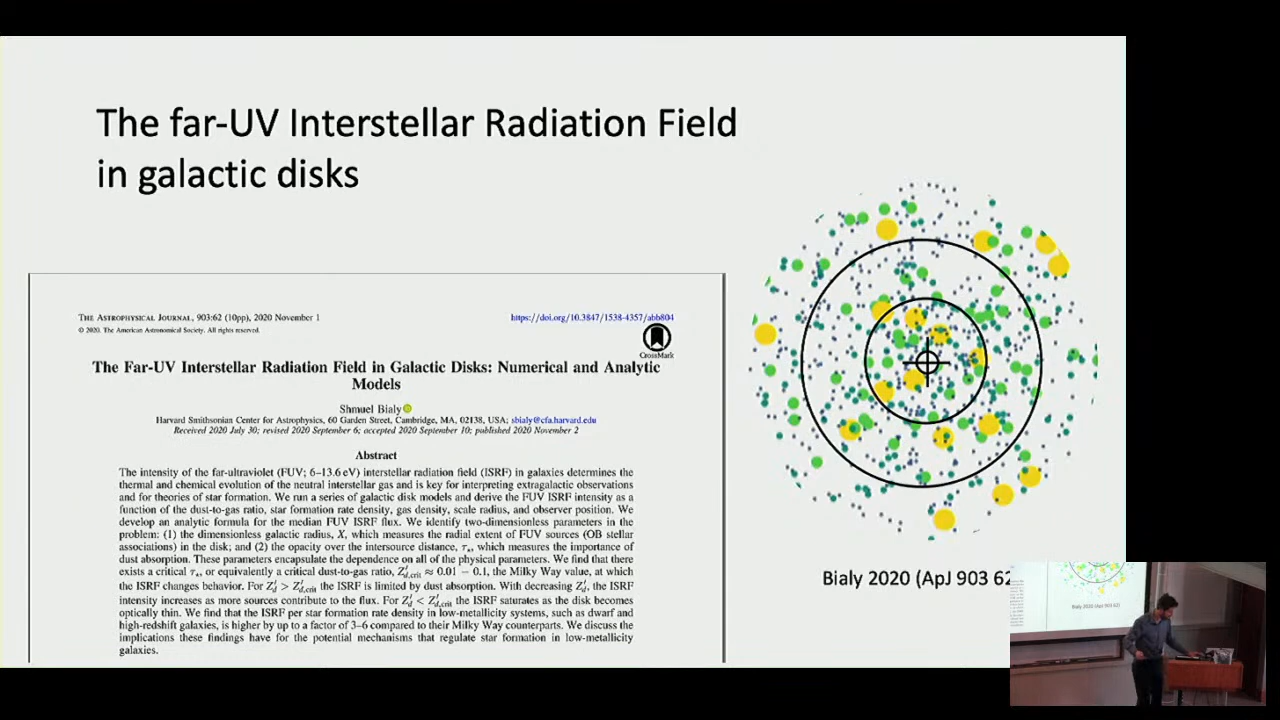 The far-UV Interstellar Radiation Field
in galactic disks
THE ASTROPHYSICAL JOURNAL, 903:62 (10pp), 2020 November 1
https://doi.org/10.3847/1538-4357/abb804
© 2020. The American Astronomical Society. All rights reserved.
CrossMark
The Far-UV Interstellar Radiation Field in Galactic Disks: Numerical and Analytic
Models
Shmuel Bialy
Harvard Smithsonian Center for Astrophysics, 60 Garden Street, Cambridge, MA, 02138, USA; sbialy@cfa.harvard.edu
Received 2020 July 30; revised 2020 September 6; accepted 2020 September 10; published 2020 November 2
Abstract
The intensity of the far-ultraviolet (FUV; 6–13.6 eV) interstellar radiation field (ISRF) in galaxies determines the
thermal and chemical evolution of the neutral interstellar gas and is key for interpreting extragalactic observations
and for theories of star formation. We run a series of galactic disk models and derive the FUV ISRF intensity as a
function of the dust-to-gas ratio, star formation rate density, gas density, scale radius, and observer position. We
develop an analytic formula for the median FUV ISRF flux. We identify two-dimensionless parameters in the
problem: (1) the dimensionless galactic radius, X, which measures the radial extent of FUV sources (OB stellar
associations) in the disk; and (2) the opacity over the intersource distance, τ⋆, which measures the importance of
dust absorption. These parameters encapsulate the dependence on all of the physical parameters. We find that there
exists a critical τ⋆, or equivalently a critical dust-to-gas ratio, Z′d,crit ≈ 0.01 – 0.1, the Milky Way value, at which
the ISRF changes behavior. For Z′d > Z′d,crit the ISRF is limited by dust absorption. With decreasing Z′d, the ISRF
intensity increases as more sources contribute to the flux. For Z′d < Z′d,crit the ISRF saturates as the disk becomes
optically thin. We find that the ISRF per star formation rate density in low-metallicity systems, such as dwarf and
high-redshift galaxies, is higher by up to a factor of 3–6 compared to their Milky Way counterparts. We discuss the
implications these findings have for the potential mechanisms that regulate star formation in low-metallicity
galaxies.
Bialy 2020 (ApJ 903 62
Bialy 2020 (ApJ 903 62)